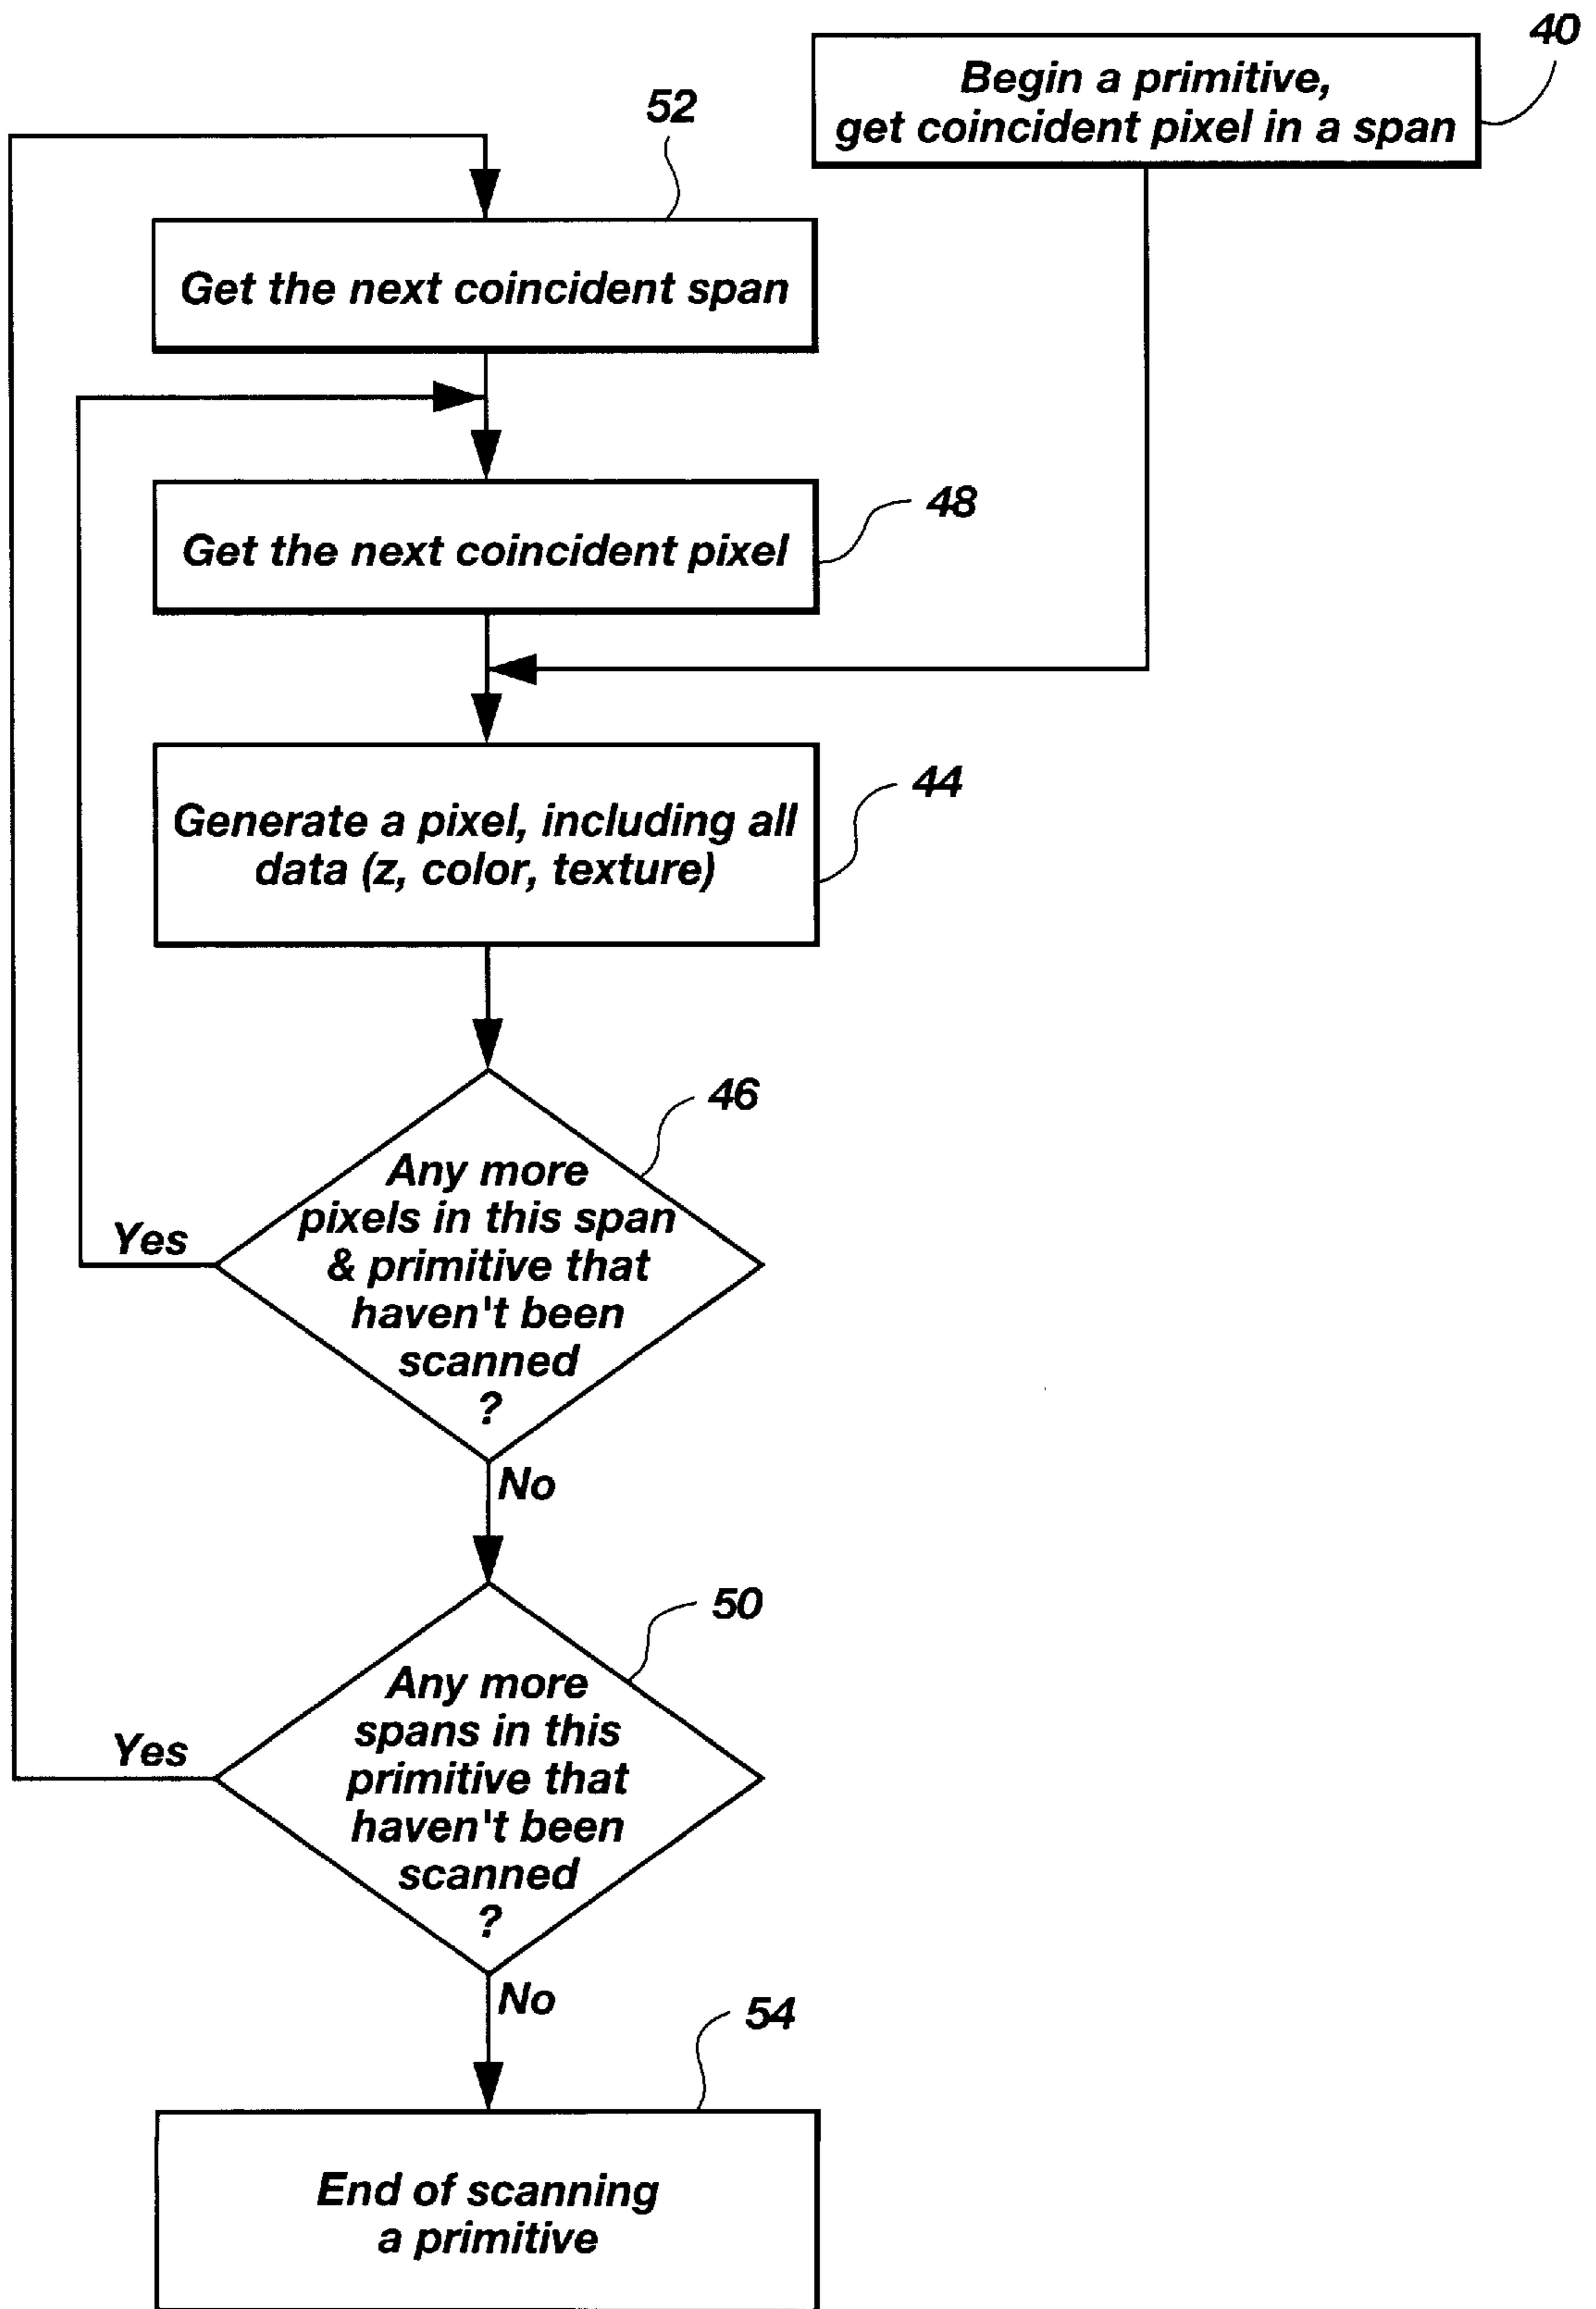 40
Begin a primitive,
get coincident pixel in a span
52
Get the next coincident span
48
Get the next coincident pixel
44
Generate a pixel, including all
data (z, color, texture)
46
Any more
pixels in this span
& primitive that
haven't been
scanned
?
Yes
No
50
Any more
spans in this
primitive that
haven't been
scanned
?
Yes
No
54
End of scanning
a primitive